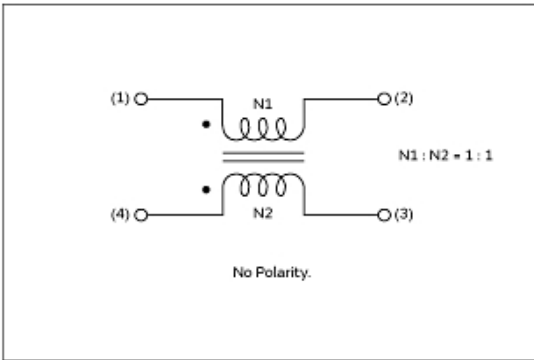 (1)
N1
(2)
N1 : N2 = 1 : 1
(4)
N2
(3)
No Polarity.